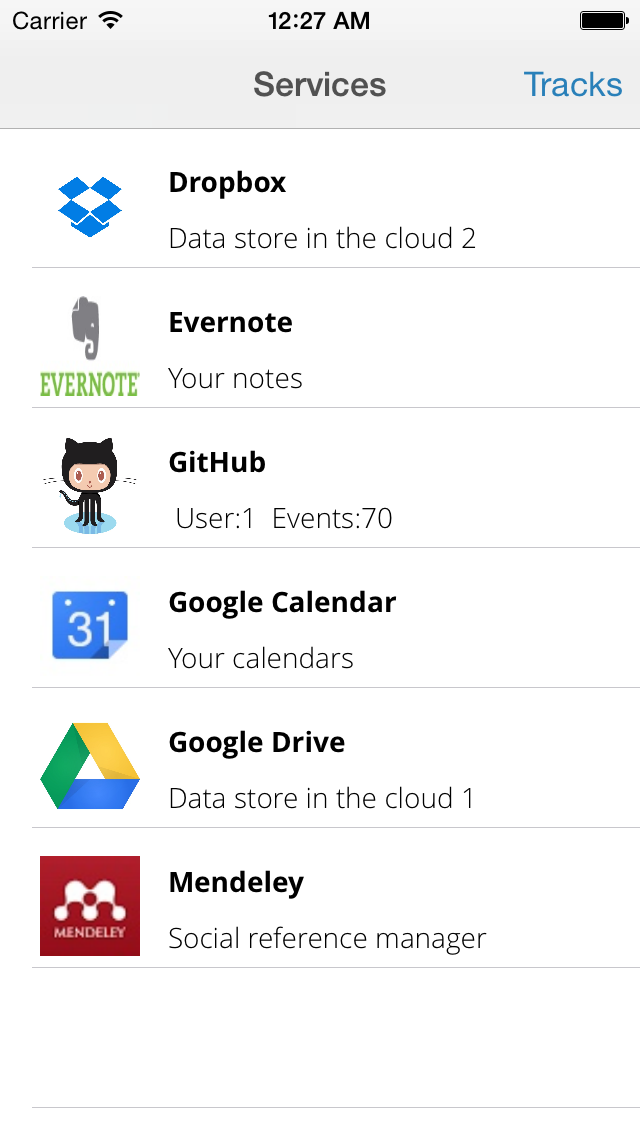 Carrier 12:27 AM
Services Tracks
Dropbox
Data store in the cloud 2
EVERNOTE
Evernote
Your notes
GitHub
User:1 Events:70
31
Google Calendar
Your calendars
Google Drive
Data store in the cloud 1
MENDELEY
Mendeley
Social reference manager